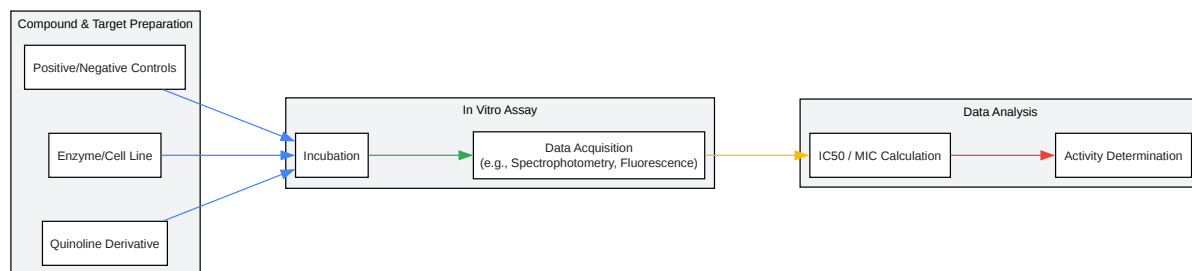 Compound & Target Preparation
Positive/Negative Controls
Enzyme/Cell Line
Quinoline Derivative
In Vitro Assay
Incubation
Data Acquisition
(e.g., Spectrophotometry, Fluorescence)
Data Analysis
IC50 / MIC Calculation
Activity Determination